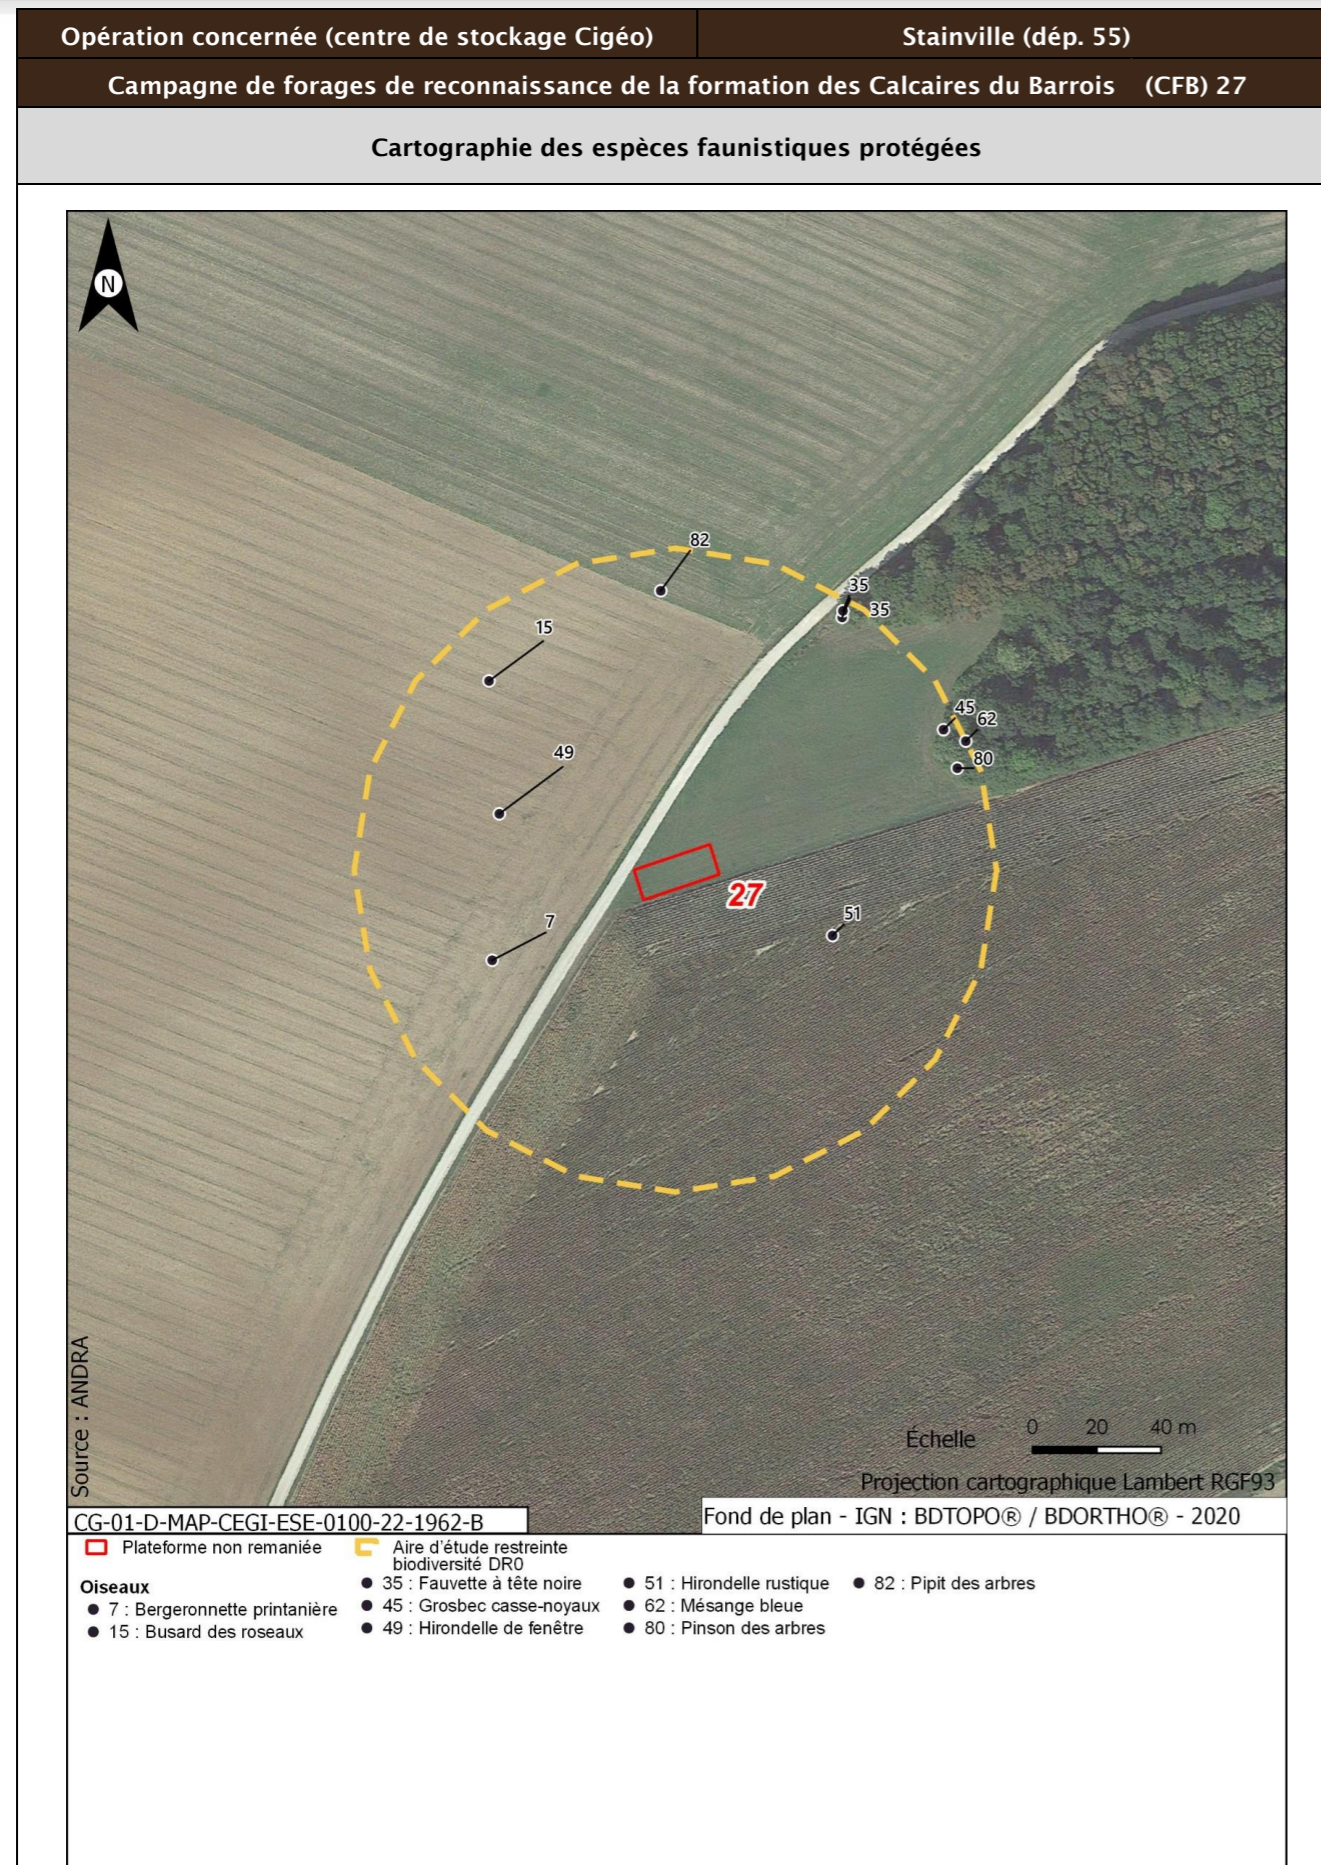 Opération concernée (centre de stockage Cigéo) Stainville (dép. 55)
Campagne de forages de reconnaissance de la formation des Calcaires du Barrois (CFB) 27
Cartographie des espèces faunistiques protégées
N
82
35
35
15
45
62
49
80
27
51
7
Source : ANDRA
Échelle 0 20 40 m
Projection cartographique Lambert RGF93
CG-01-D-MAP-CEGI-ESE-0100-22-1962-B
Fond de plan - IGN : BDTOPO® / BDORTHO® - 2020
Plateforme non remaniée
Aire d'étude restreinte
biodiversité DR0
Oiseaux
7 : Bergeronnette printanière
15 : Busard des roseaux
35 : Fauvette à tête noire
45 : Grosbec casse-noyaux
49 : Hirondelle de fenêtre
51 : Hirondelle rustique
62 : Mésange bleue
80 : Pinson des arbres
82 : Pipit des arbres